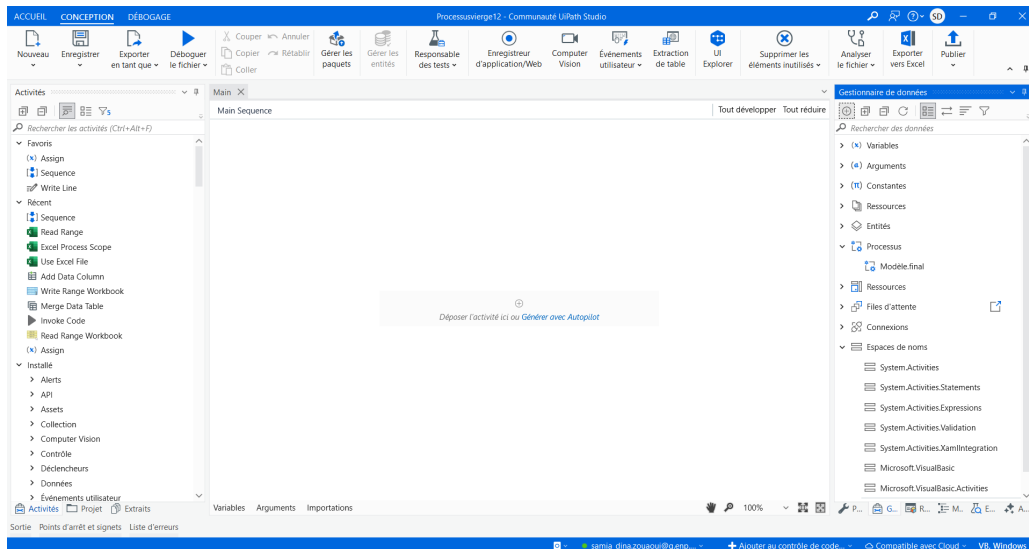 ACCUEIL CONCEPTION DÉBOGAGE Processusvierge12 - Communauté UiPath Studio SD
Nouveau Enregistrer Exporter en tant que Déboguer le fichier
Couper Annuler
Copier Rétablir
Coller
Gérer les paquets Gérer les entités Responsable des tests Enregistreur d'application/Web Computer Vision Événements utilisateur Extraction de table UI Explorer Supprimer les éléments inutilisés Analyser le fichier Exporter vers Excel Publier
Activités
Rechercher les activités (Ctrl+Alt+F)
Favoris
Assign
Sequence
Write Line
Récent
Sequence
Read Range
Excel Process Scope
Use Excel File
Add Data Column
Write Range Workbook
Merge Data Table
Invoke Code
Read Range Workbook
Assign
Installé
Alerts
API
Assets
Collection
Computer Vision
Contrôle
Déclencheurs
Données
Événements utilisateur
Activités Projet Extraits
Main
Main Sequence Tout développer Tout réduire
Déposer l'activité ici ou Générer avec Autopilot
Variables Arguments Importations 100%
Gestionnaire de données
Rechercher des données
(x) Variables
(a) Arguments
(π) Constantes
Ressources
Entités
Processus
Modèle.final
Ressources
Files d'attente
Connexions
Espaces de noms
System.Activities
System.Activities.Statements
System.Activities.Expressions
System.Activities.Validation
System.Activities.XamlIntegration
Microsoft.VisualBasic
Microsoft.VisualBasic.Activities
P... G... R... M.. E... A...
Sortie Points d'arrêt et signets Liste d'erreurs
samia_dina.zouaoui@g.enp.... Ajouter au contrôle de code... Compatible avec Cloud VB, Windows